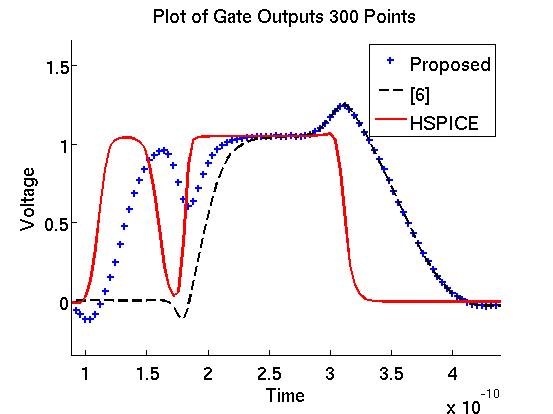 Plot of Gate Outputs 300 Points
Proposed
[6]
HSPICE
Voltage
1.5
1
0.5
0
1
1.5
2
2.5
3
3.5
4
Time
x 10^-10